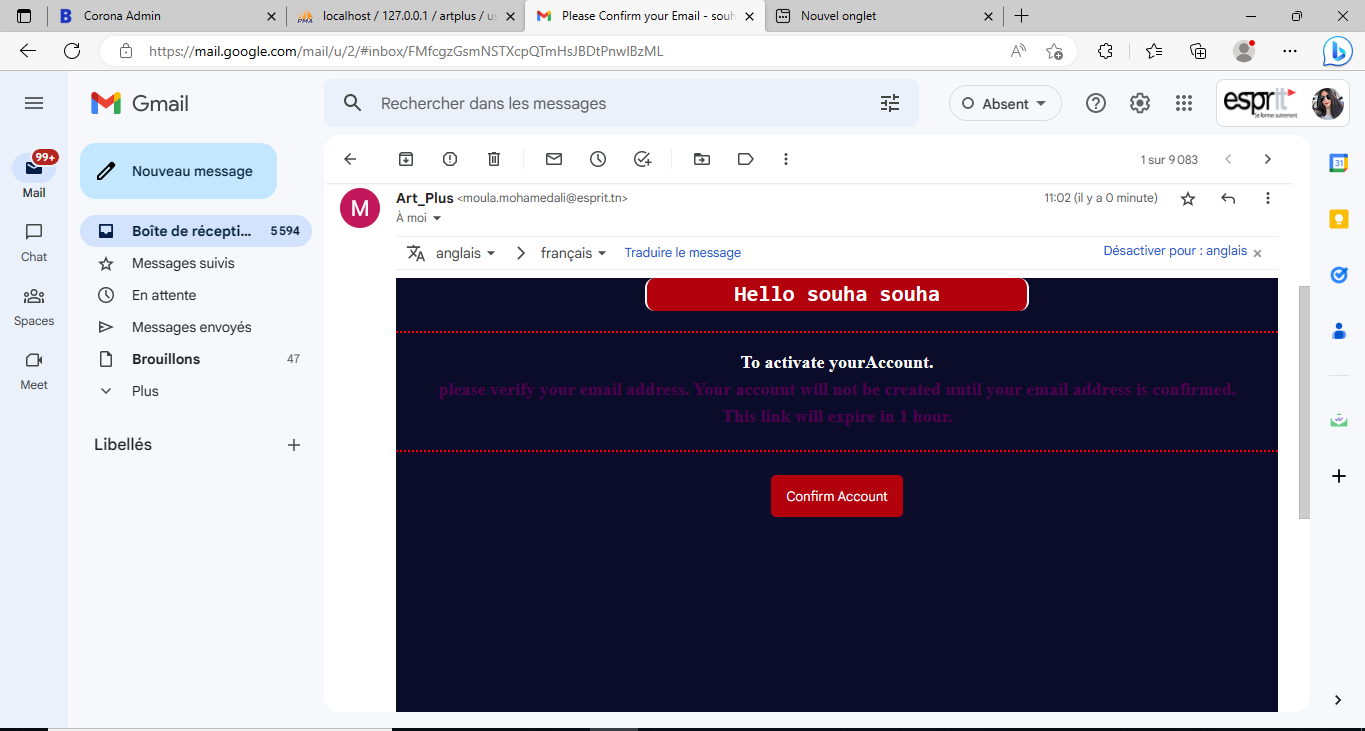 Corona Admin
localhost / 127.0.0.1 / artplus / us
Please Confirm your Email - souh
Nouvel onglet
https://mail.google.com/mail/u/2/#inbox/FMfcgzGsmNSTXcpQTmHsJBDtPnwlBzML
Gmail
Rechercher dans les messages
Absent
esprit
Se former autrement
99+
Mail
Chat
Spaces
Meet
Nouveau message
Boîte de récepti... 5 594
Messages suivis
En attente
Messages envoyés
Brouillons 47
Plus
Libellés
1 sur 9 083
M
Art_Plus <moula.mohamedali@esprit.tn>
11:02 (il y a 0 minute)
À moi
anglais > français Traduire le message
Désactiver pour : anglais
Hello souha souha
To activate yourAccount.
please verify your email address. Your account will not be created until your email address is confirmed.
This link will expire in 1 hour.
Confirm Account
31